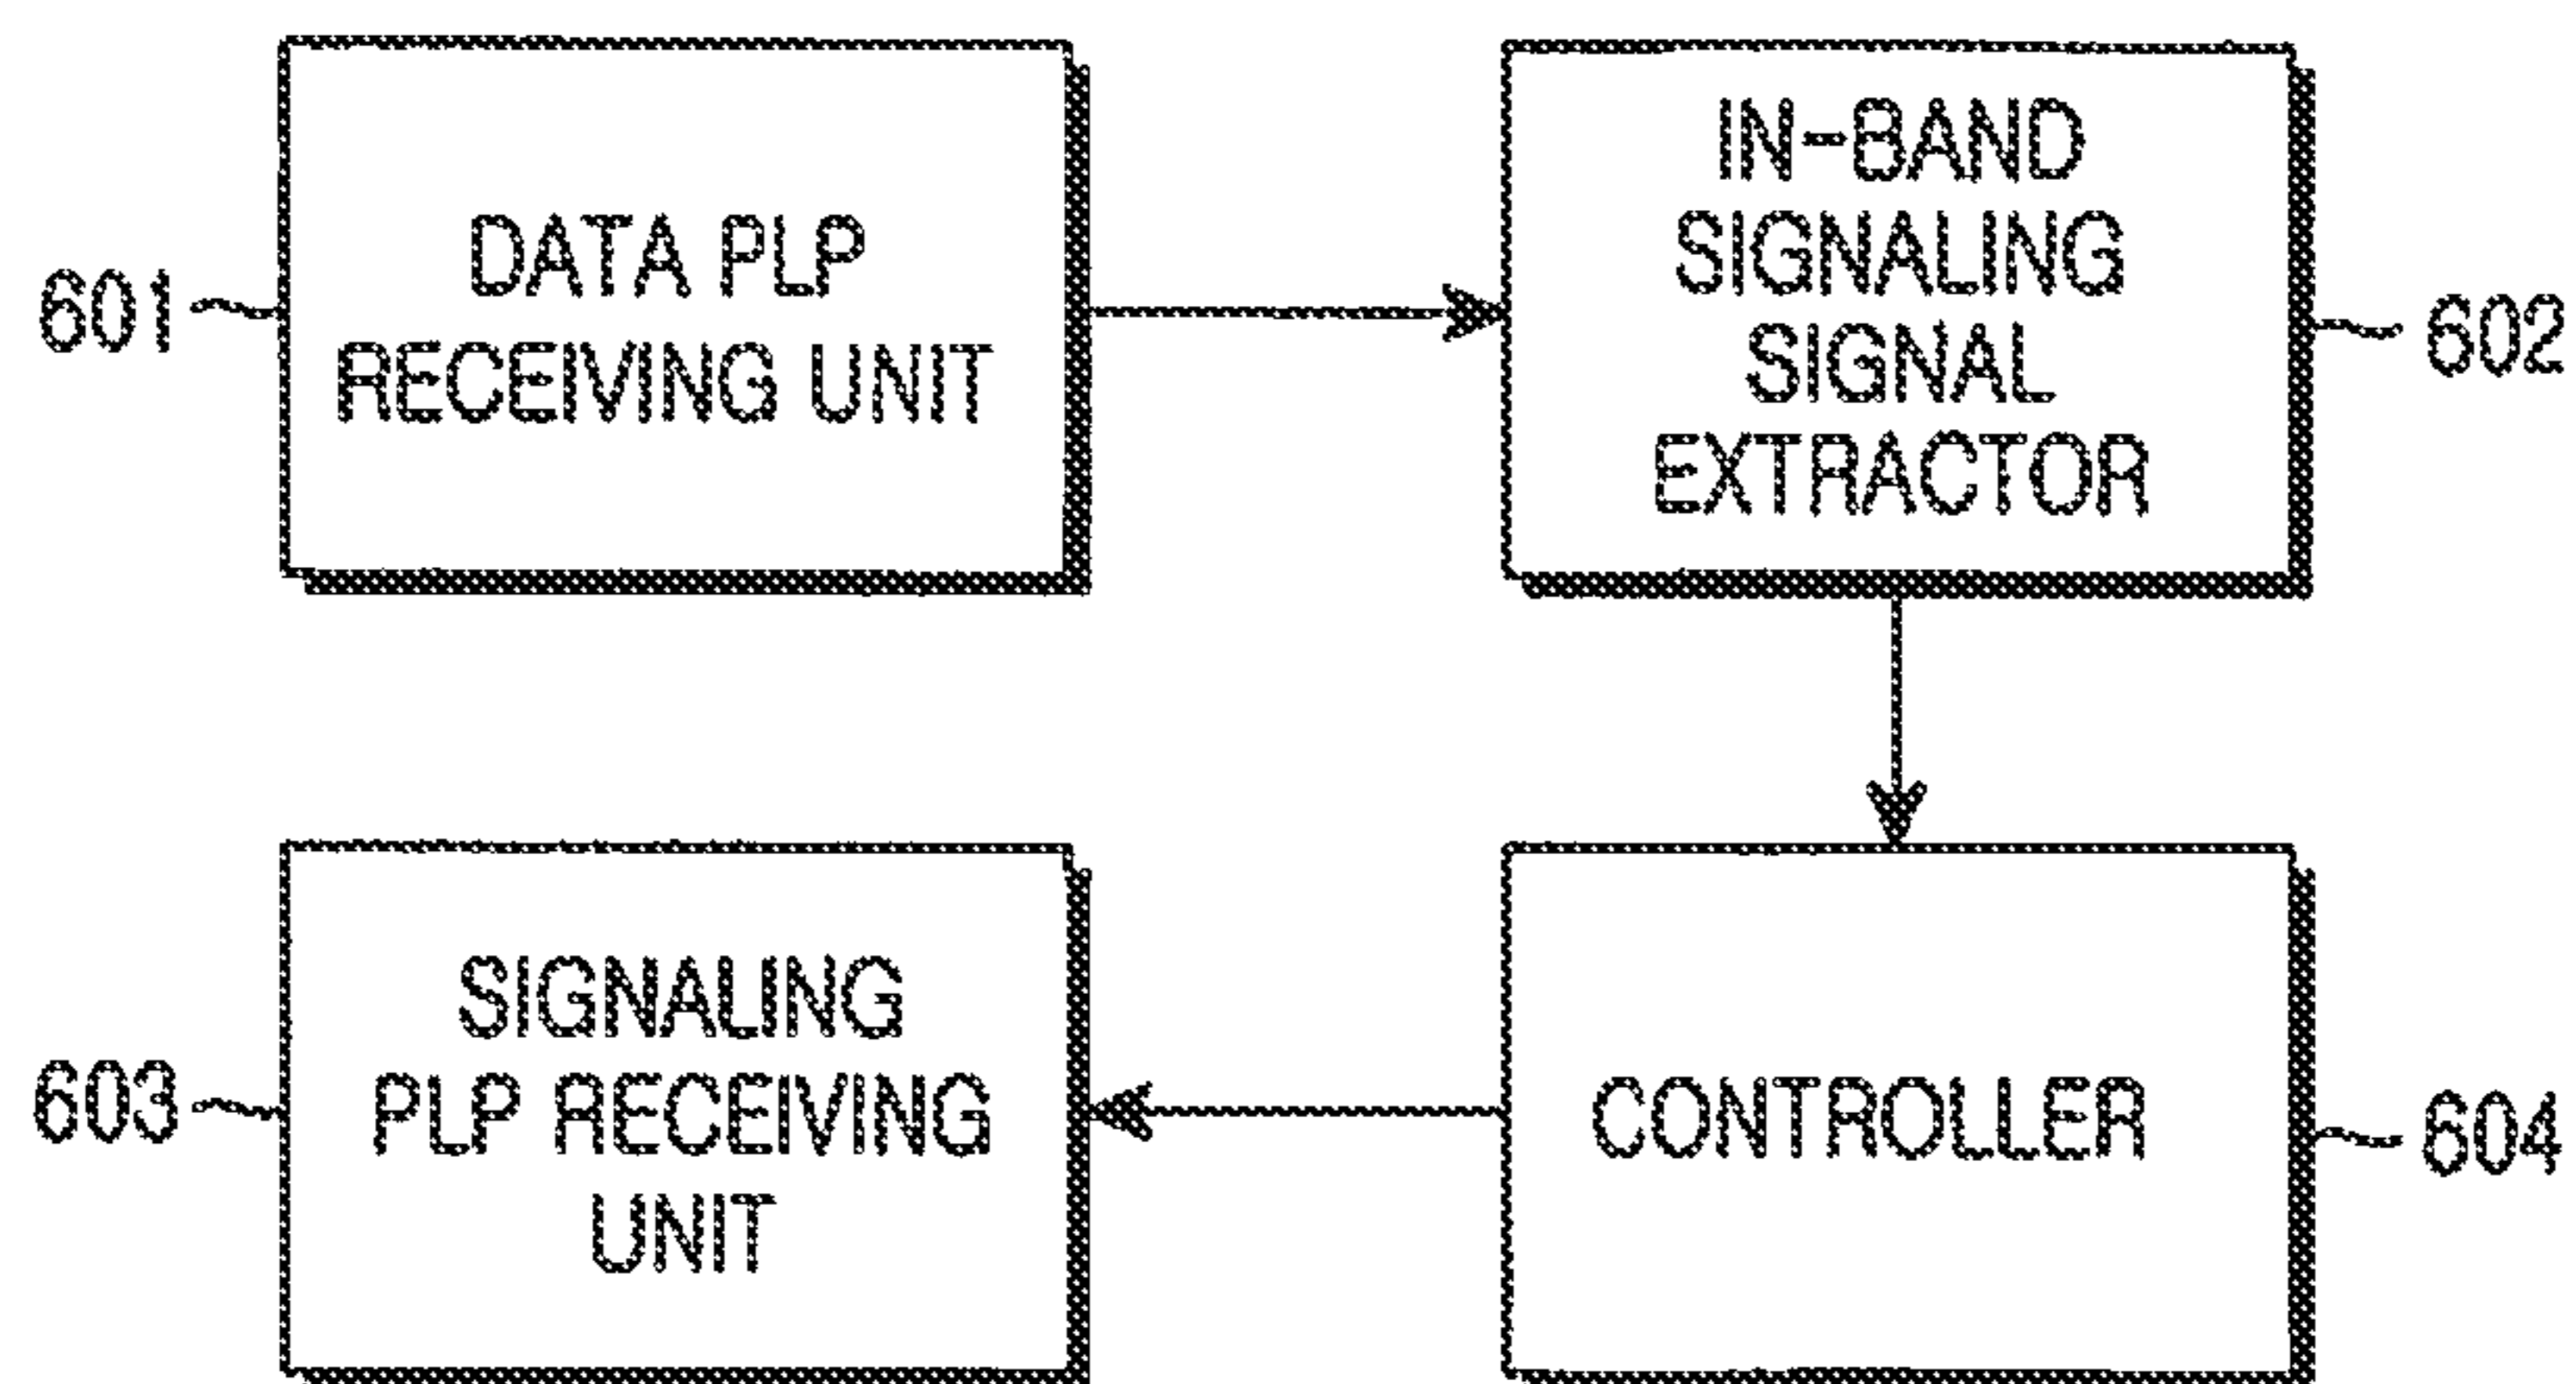 601
DATA PLP
RECEIVING UNIT
IN-BAND
SIGNALING
SIGNAL
EXTRACTOR
602
603
SIGNALING
PLP RECEIVING
UNIT
CONTROLLER
604